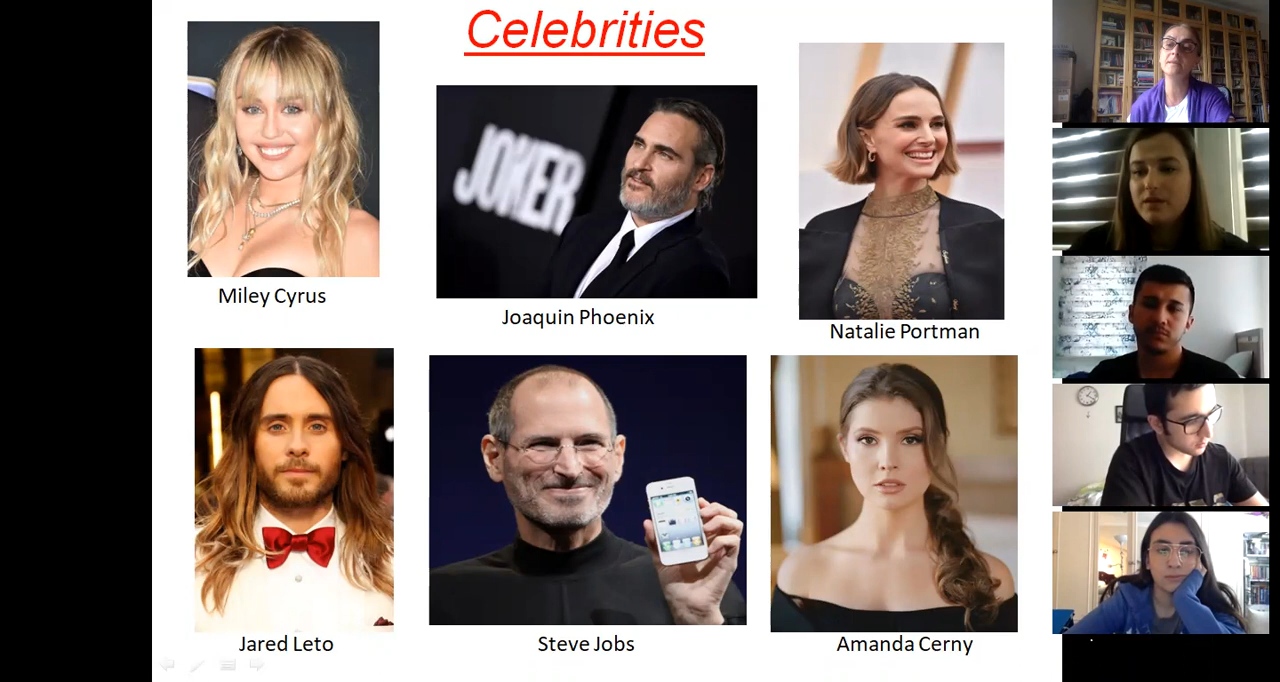 Celebrities
JOKER
Miley Cyrus
Joaquin Phoenix
Natalie Portman
Jared Leto
Steve Jobs
Amanda Cerny